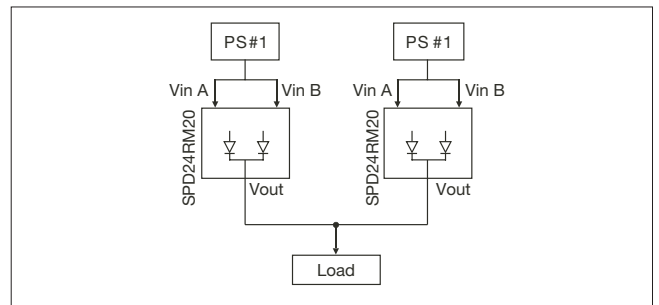 PS#1 PS#1
Vin A Vin B Vin A Vin B
SPD24RM20 SPD24RM20
Vout Vout
Load